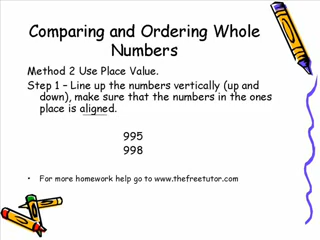 Comparing and Ordering Whole
Numbers
Method 2 Use Place Value.
Step 1 – Line up the numbers vertically (up and
down), make sure that the numbers in the ones
place is aligned.
995
998
• For more homework help go to www.thefreetutor.com